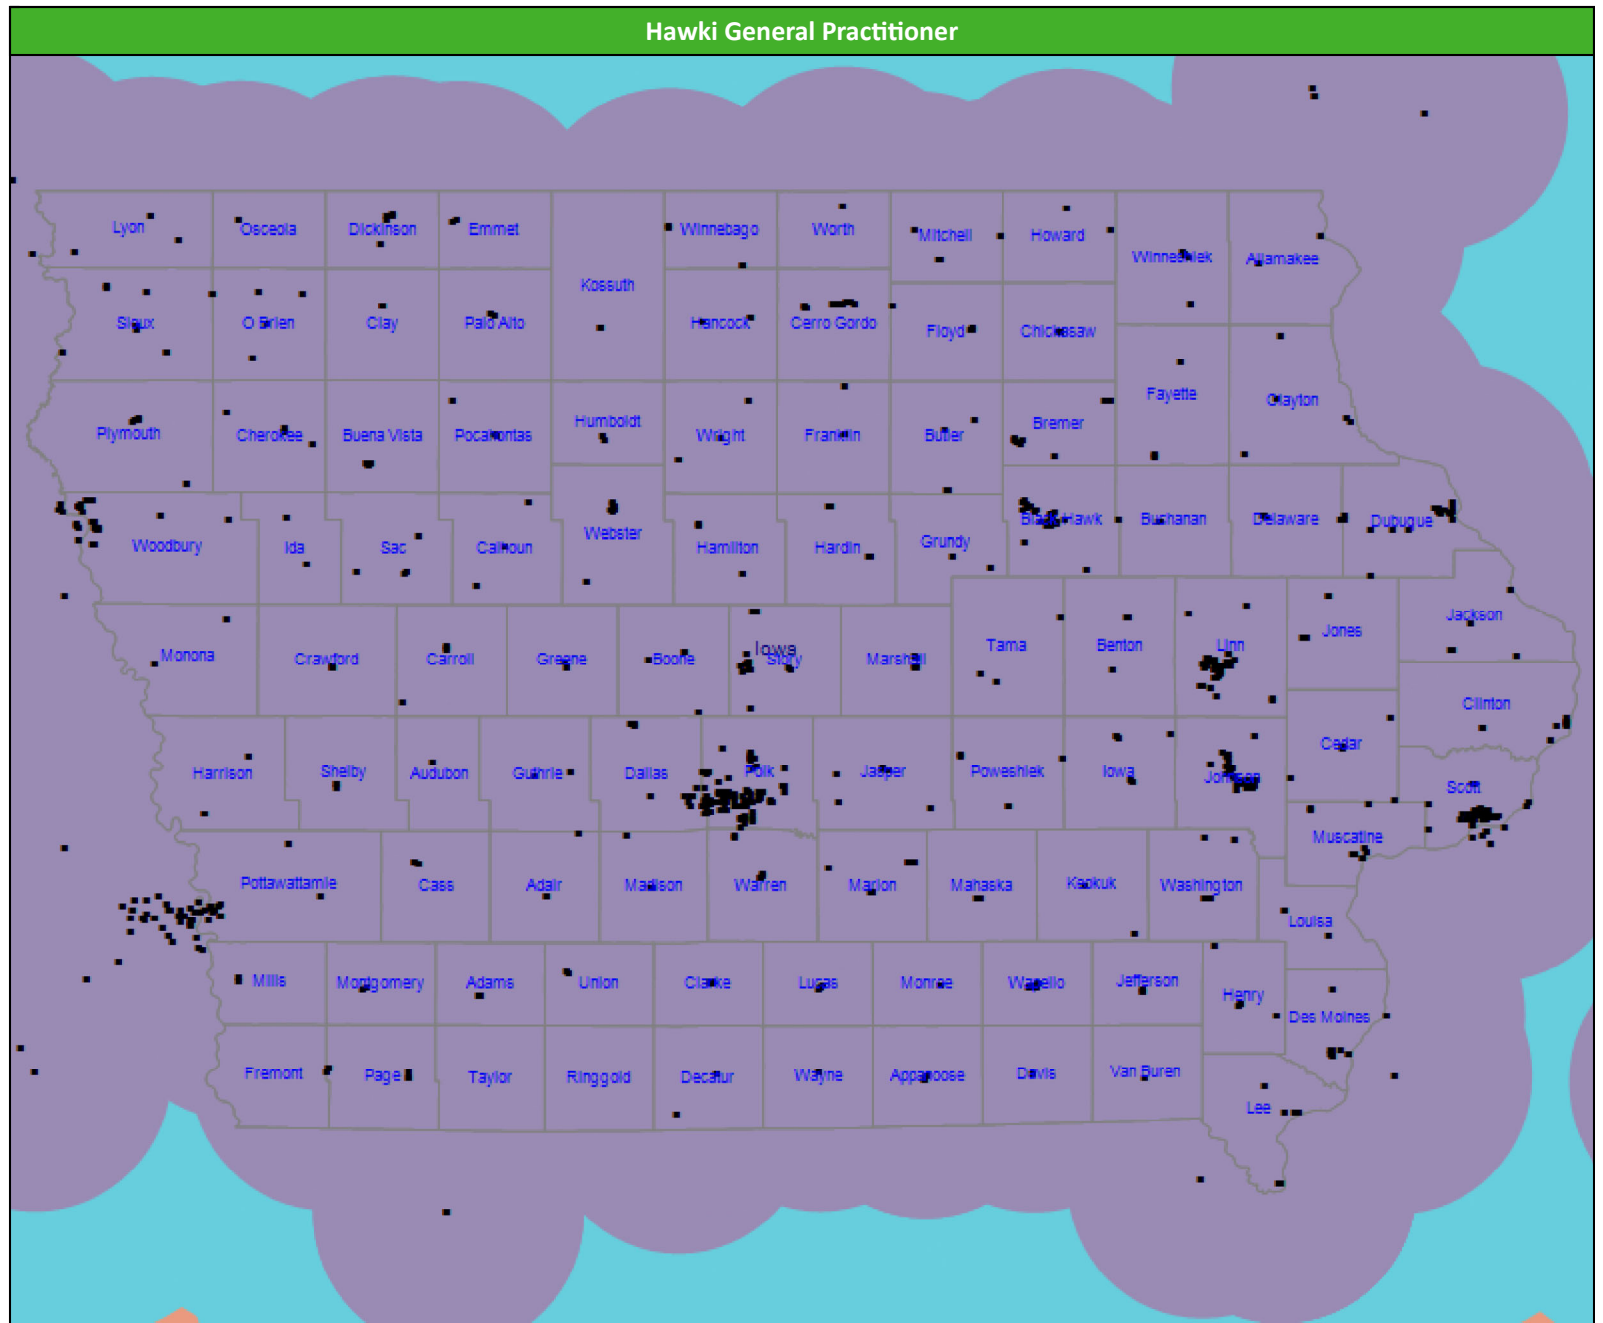 Hawki General Practitioner
Lyon
Osceola
Dickinson
Emmet
Winnebago
Worth
Mitchell
Howard
Winneshiek
Allamakee
Kossuth
Sioux
O Brien
Clay
Palo Alto
Hancock
Cerro Gordo
Floyd
Chickasaw
Fayette
Clayton
Plymouth
Cherokee
Buena Vista
Pocahontas
Humboldt
Wright
Franklin
Butler
Bremer
Woodbury
Ida
Sac
Calhoun
Webster
Hamilton
Hardin
Grundy
Black Hawk
Buchanan
Delaware
Dubuque
Monona
Crawford
Carroll
Greene
Boone
Iowa
Story
Marshall
Tama
Benton
Linn
Jones
Jackson
Clinton
Harrison
Shelby
Audubon
Guthrie
Dallas
Polk
Jasper
Poweshiek
Iowa
Johnson
Cedar
Scott
Muscatine
Pottawattamie
Cass
Adair
Madison
Warren
Marion
Mahaska
Keokuk
Washington
Louisa
Mills
Montgomery
Adams
Union
Clarke
Lucas
Monroe
Wapello
Jefferson
Henry
Des Moines
Fremont
Page
Taylor
Ringgold
Decatur
Wayne
Appanoose
Davis
Van Buren
Lee